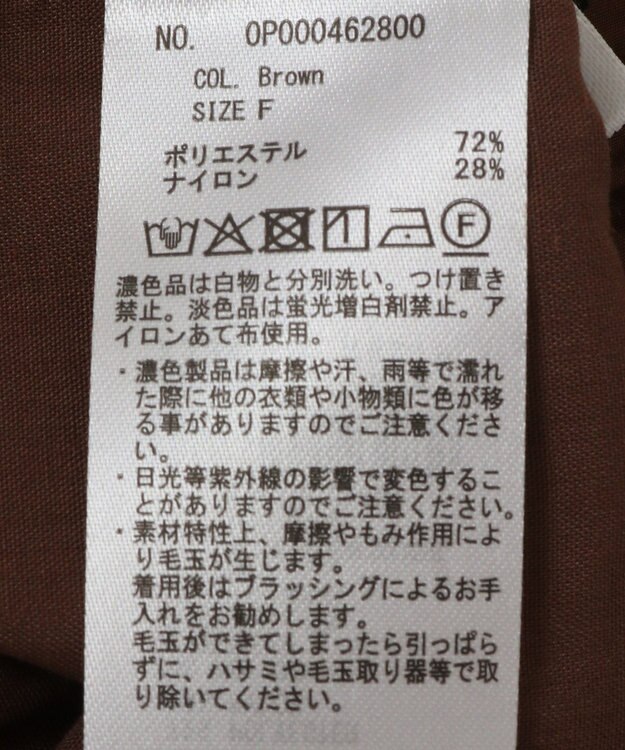 NO. OP000462800
COL. Brown
SIZE F
ポリエステル 72%
ナイロン 28%
F
濃色品は白物と分別洗い。つけ置き
禁止。淡色品は蛍光増白剤禁止。ア
イロンあて布使用。
・濃色製品は摩擦や汗、雨等で濡れ
た際に他の衣類や小物類に色が移
る事がありますのでご注意くださ
い。
・日光等紫外線の影響で変色するこ
とがありますのでご注意ください。
・素材特性上、摩擦やもみ作用によ
り毛玉が生じます。
着用後はブラッシングによるお手
入れをお勧めします。
毛玉ができてしまったら引っぱら
ずに、ハサミや毛玉取り器等で取
り除いてください。